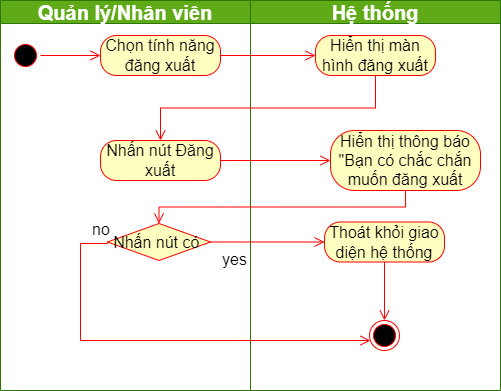 Quản lý/Nhân viên
Hệ thống
Chọn tính năng
đăng xuất
Hiển thị màn
hình đăng xuất
Nhấn nút Đăng
xuất
Hiển thị thông báo
"Bạn có chắc chắn
muốn đăng xuất
no
Nhấn nút có
yes
Thoát khỏi giao
diện hệ thống